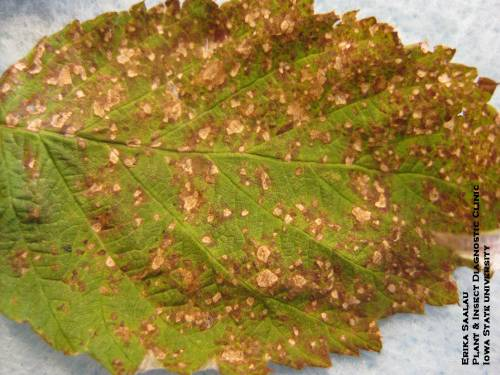 Erika Saalau
Plant & Insect Diagnostic Clinic
Iowa State university